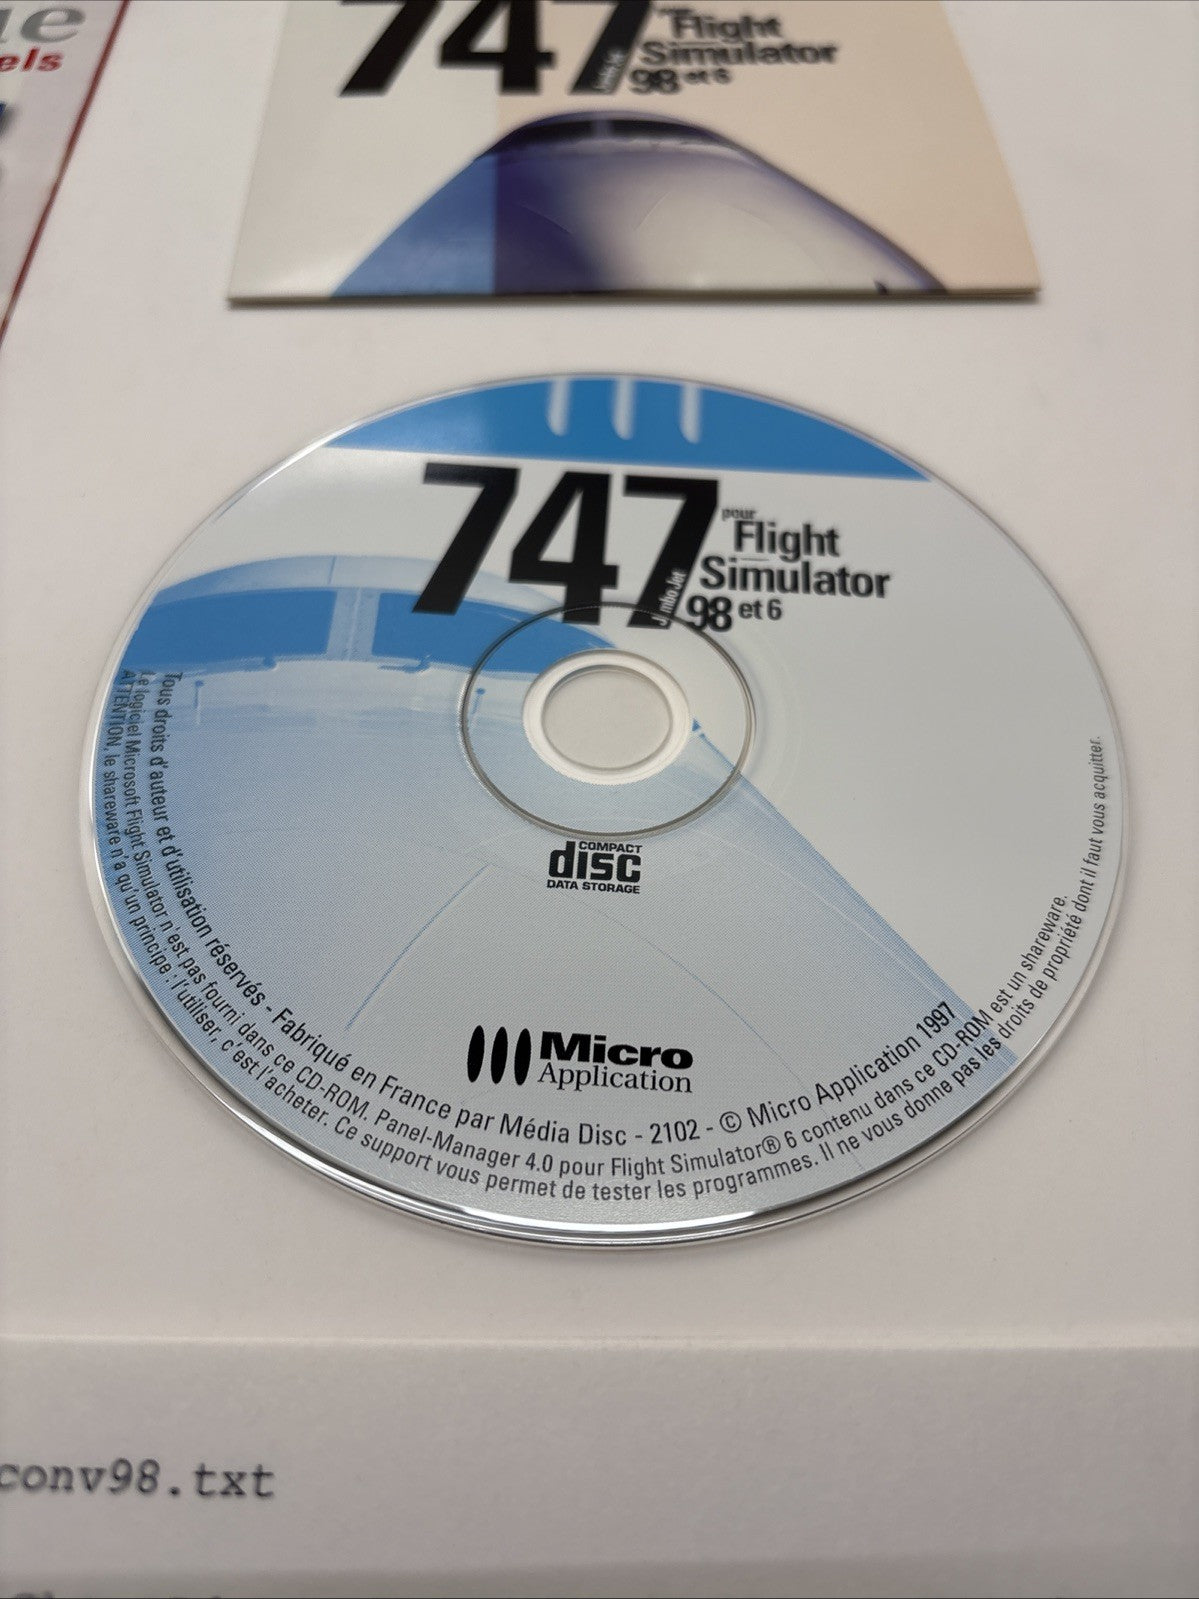 ue
els
747
Flight
Simulator
98 et 6
747
pour
Flight
Simulator
Jumbo Jet
98 et 6
COMPACT
disc
DATA STORAGE
Micro
Application
Tous droits d'auteur et d'utilisation réservés - Fabriqué en France par Média Disc - 2102 - © Micro Application 1997
Le logiciel Microsoft Flight Simulator n'est pas fourni dans ce CD-ROM. Panel-Manager 4.0 pour Flight Simulator® 6 contenu dans ce CD-ROM est un shareware.
ATTENTION, le shareware n'a qu'un principe : l'utiliser, c'est l'acheter. Ce support vous permet de tester les programmes. Il ne vous donne pas les droits de propriété dont il faut vous acquitter.
conv98.txt